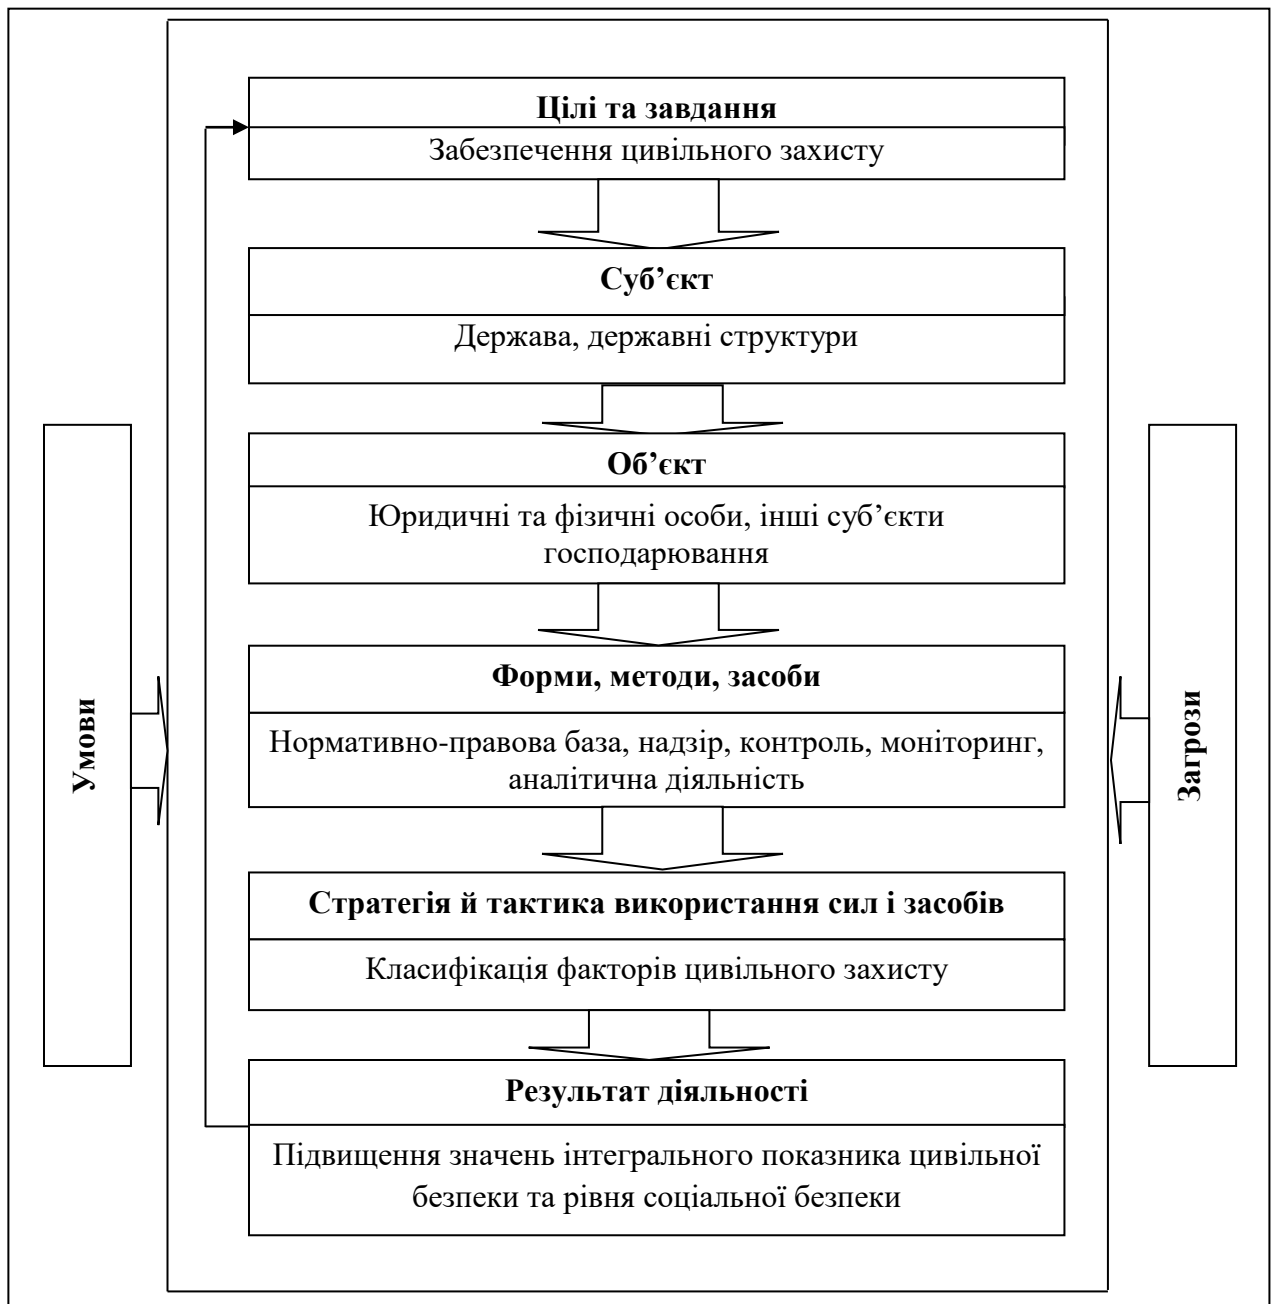 Цілі та завдання
Забезпечення цивільного захисту
Суб’єкт
Держава, державні структури
Об’єкт
Юридичні та фізичні особи, інші суб’єкти
господарювання
Форми, методи, засоби
Нормативно-правова база, надзір, контроль, моніторинг,
аналітична діяльність
Стратегія й тактика використання сил і засобів
Класифікація факторів цивільного захисту
Результат діяльності
Підвищення значень інтегрального показника цивільної
безпеки та рівня соціальної безпеки
Умови
Загрози